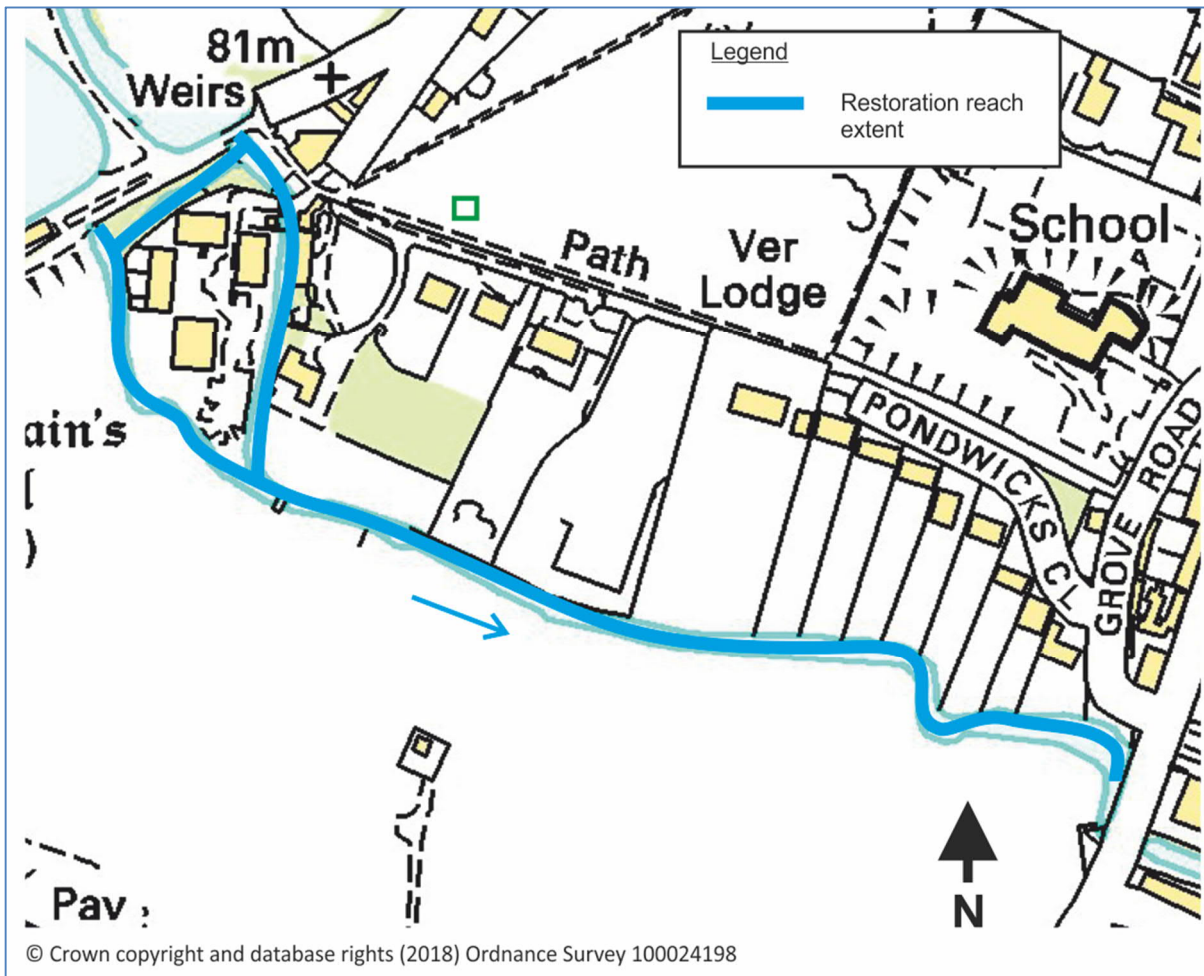 81m
Weirs
Legend
Restoration reach
extent
School
Path
Ver
Lodge
PONDWICKS CL
GROVE ROAD
ain's
[
)
Pav
N
© Crown copyright and database rights (2018) Ordnance Survey 100024198